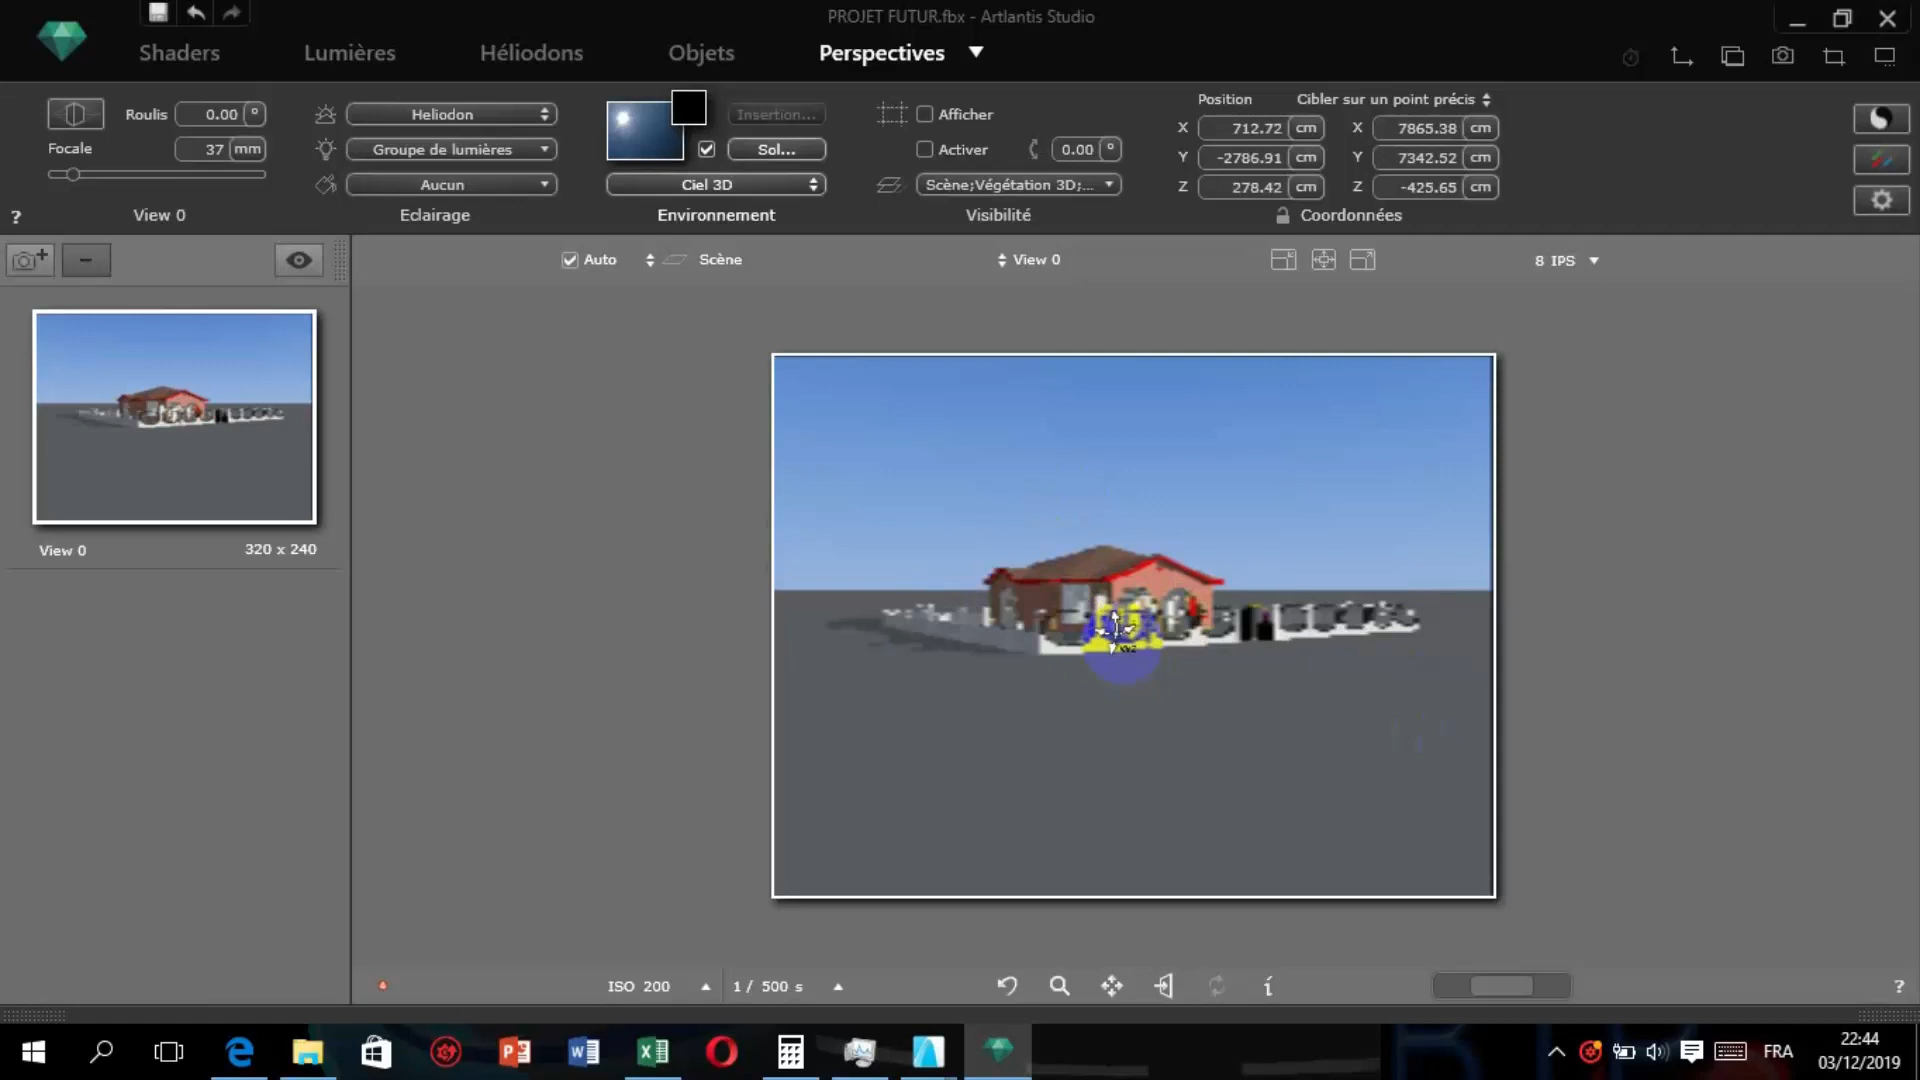 PROJET FUTUR.fbx - Artlantis Studio
Shaders
Lumières
Héliodons
Objets
Perspectives
Roulis
0.00 °
Focale
37 mm
View 0
Heliodon
Groupe de lumières
Aucun
Eclairage
Insertion...
Sol...
Ciel 3D
Environnement
Afficher
Activer
0.00 °
Scène;Végétation 3D;...
Visibilité
Position
Cibler sur un point précis
X 712.72 cm X 7865.38 cm
Y -2786.91 cm Y 7342.52 cm
Z 278.42 cm Z -425.65 cm
Coordonnées
?
Auto
Scène
View 0
8 IPS
View 0
320 x 240
ISO 200
1 / 500 s
?
22:44
FRA
03/12/2019